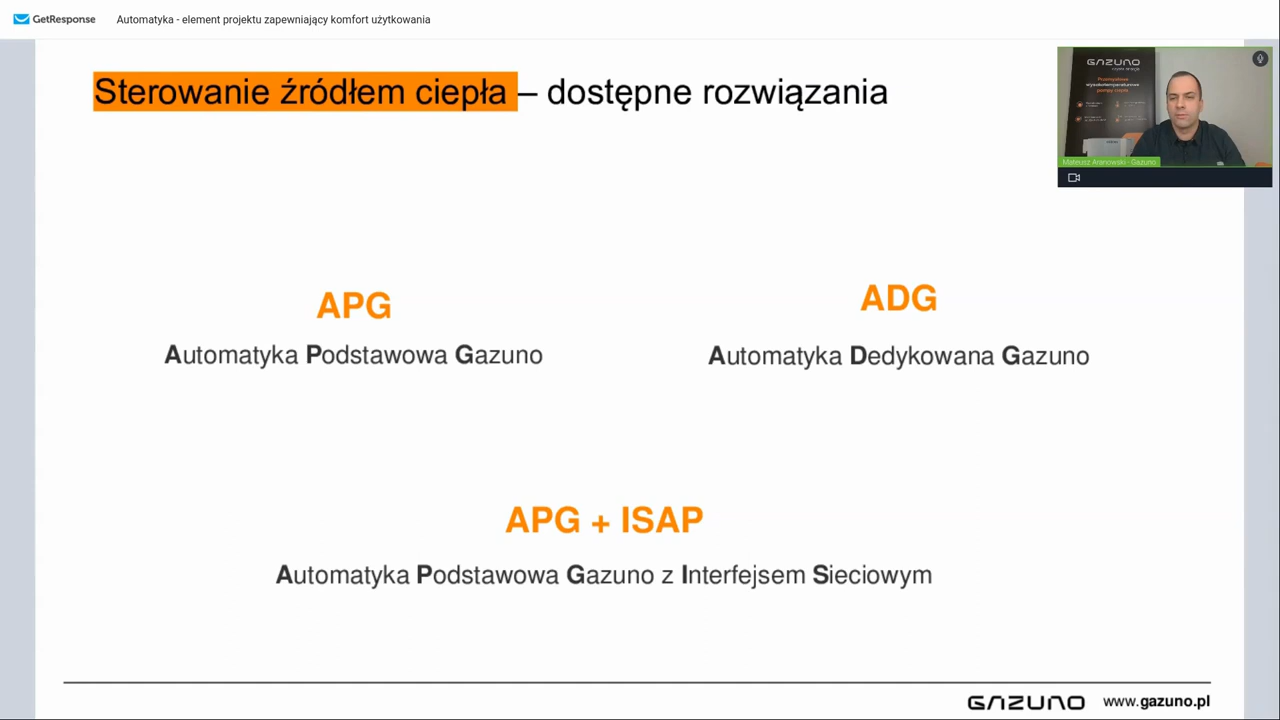 GetResponse
Automatyka - element projektu zapewniający komfort użytkowania
Sterowanie źródłem ciepła – dostępne rozwiązania
GAZUNO
Mateusz Aranowski - Gazuno
APG
Automatyka Podstawowa Gazuno
ADG
Automatyka Dedykowana Gazuno
APG + ISAP
Automatyka Podstawowa Gazuno z Interfejsem Sieciowym
GAZUNO www.gazuno.pl